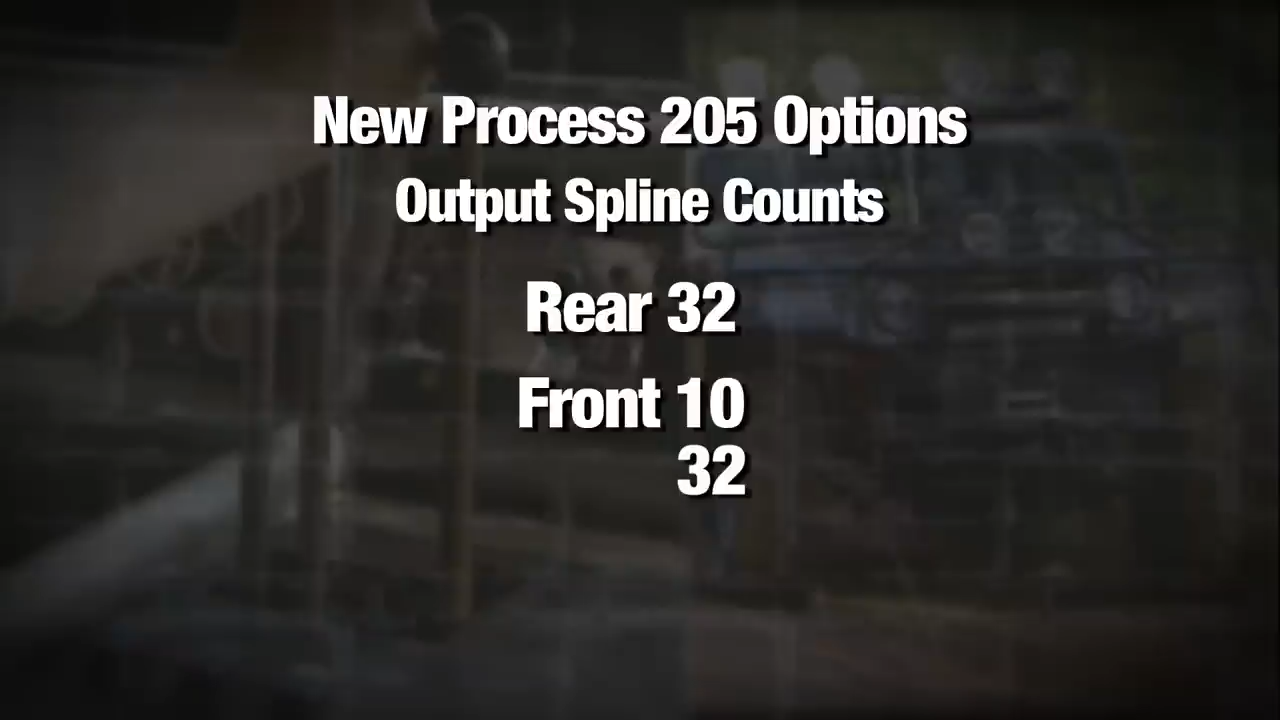 New Process 205 Options
Output Spline Counts
Rear 32
Front 10
32